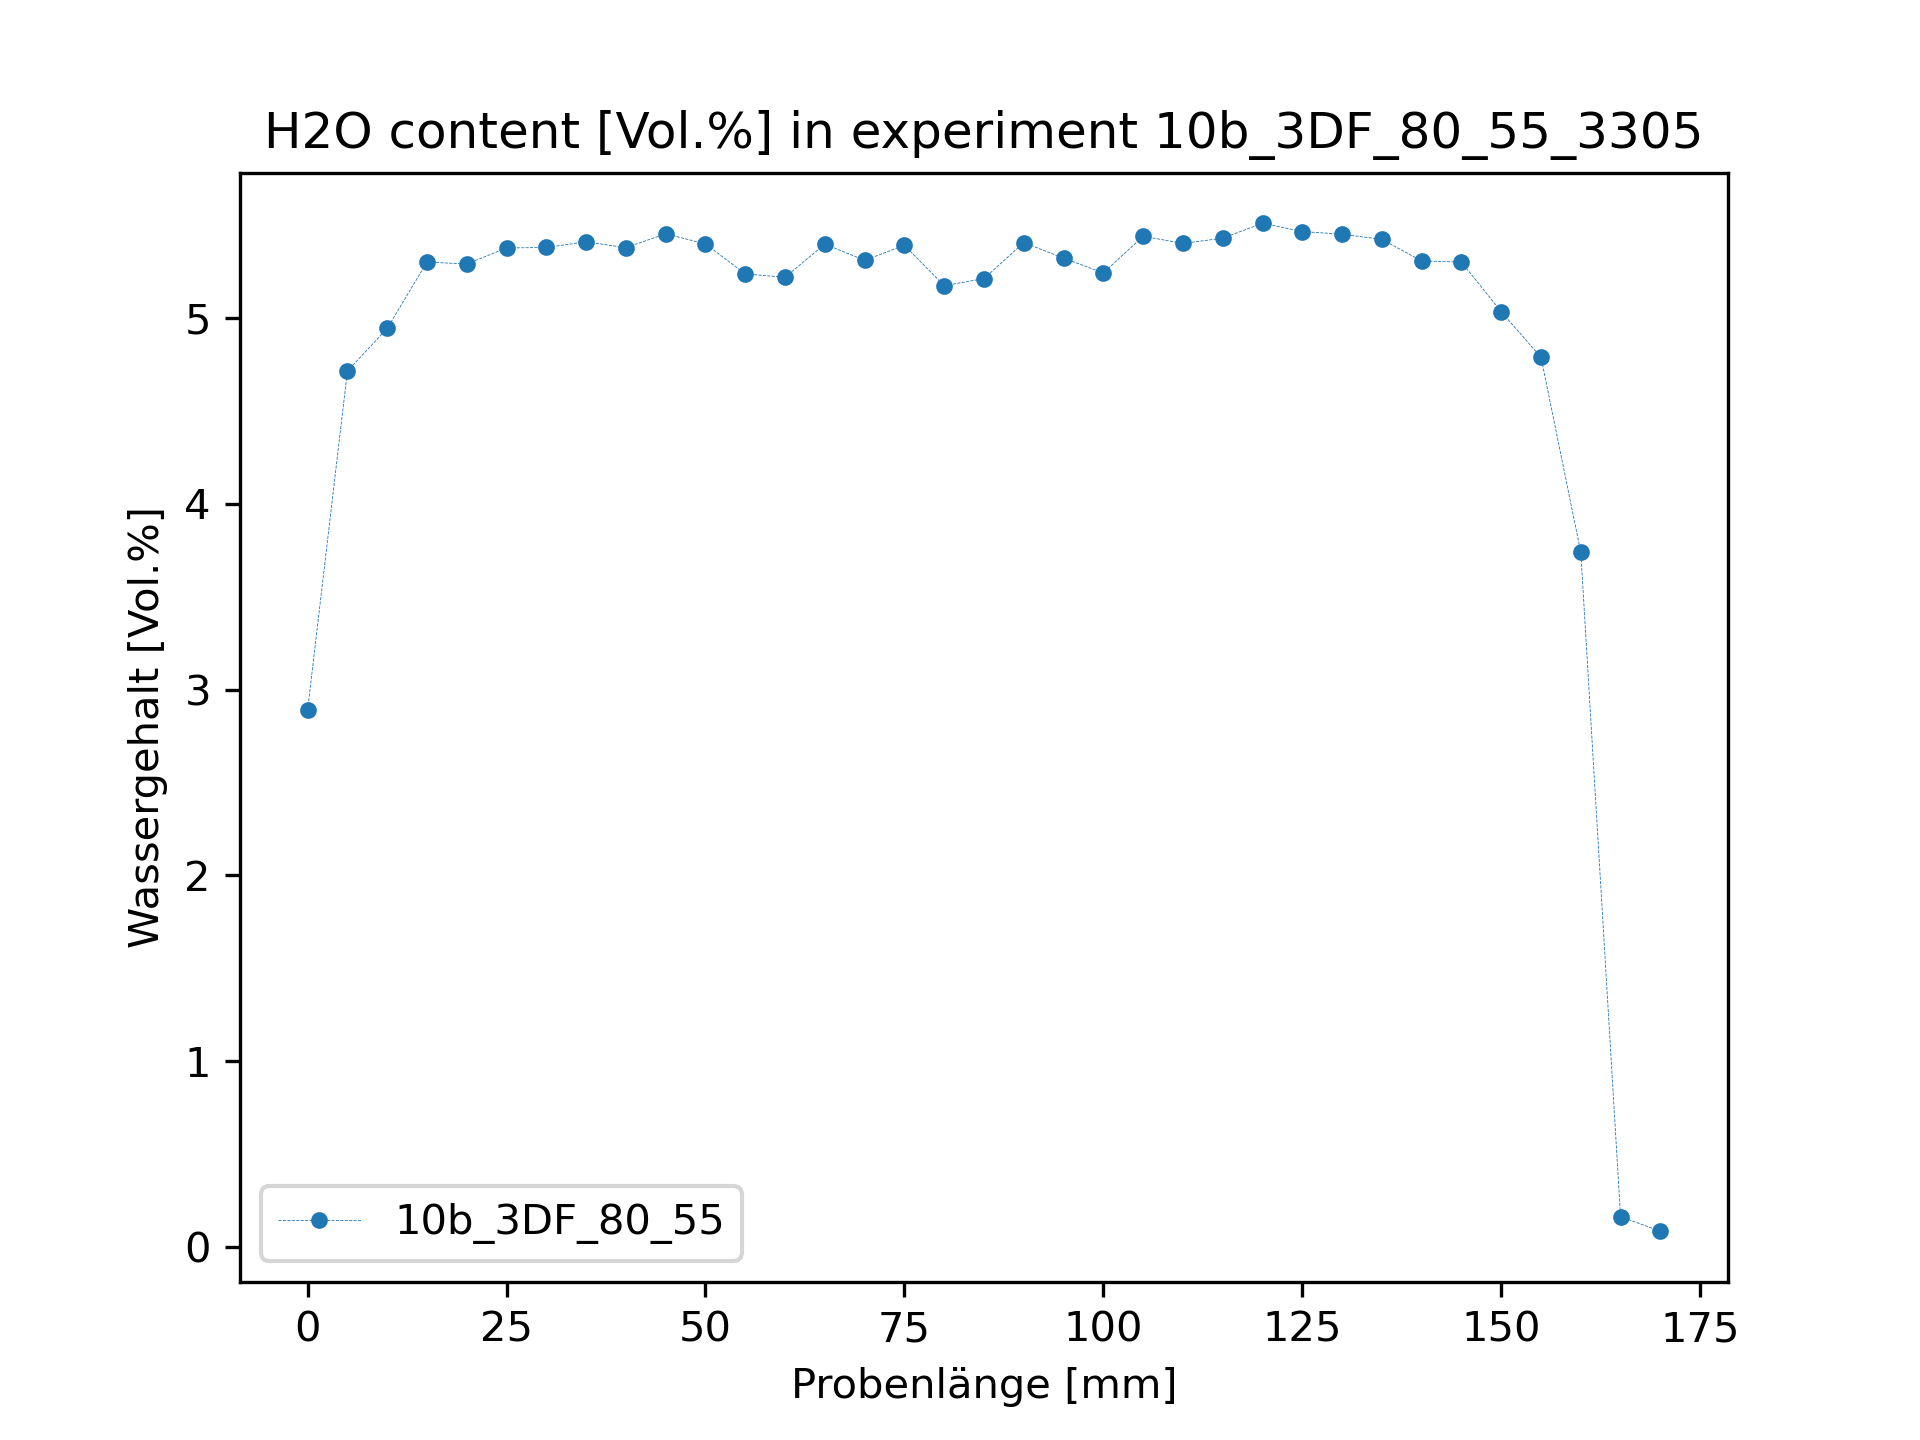 H2O content [Vol.%] in experiment 10b_3DF_80_55_3305
Wassergehalt [Vol.%]
5
4
3
2
1
0
10b_3DF_80_55
0 25 50 75 100 125 150 175
Probenlänge [mm]